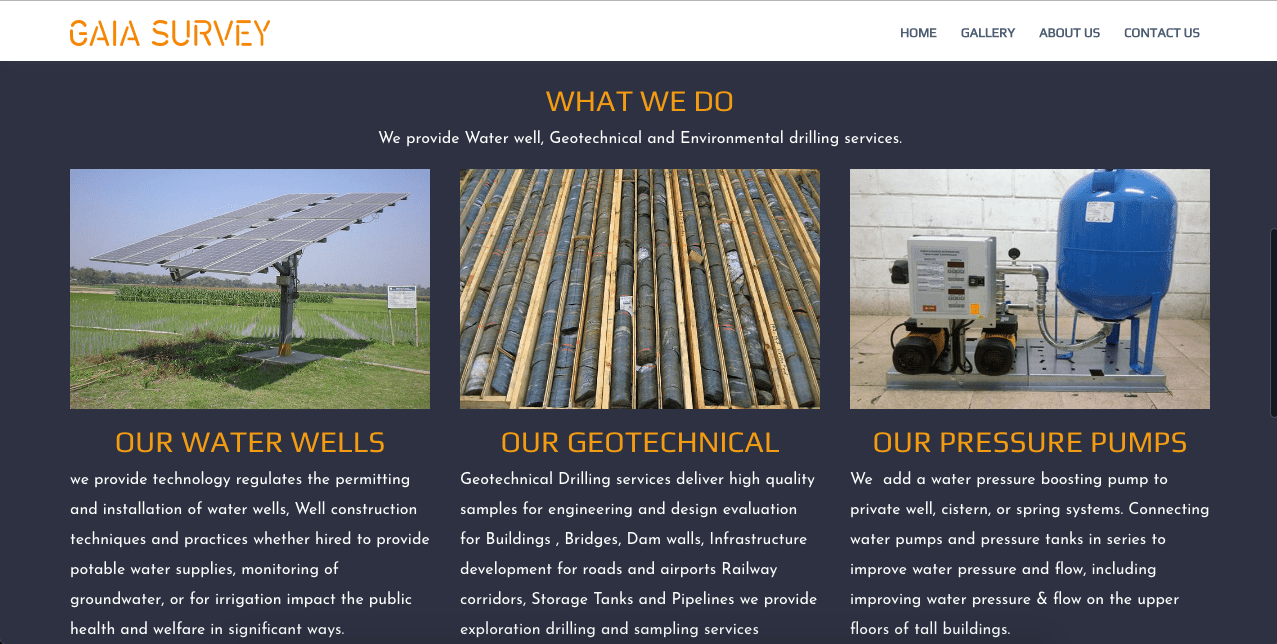 GAIA SURVEY
HOME GALLERY ABOUT US CONTACT US
WHAT WE DO
We provide Water well, Geotechnical and Environmental drilling services.
OUR WATER WELLS
we provide technology regulates the permitting
and installation of water wells, Well construction
techniques and practices whether hired to provide
potable water supplies, monitoring of
groundwater, or for irrigation impact the public
health and welfare in significant ways.
OUR GEOTECHNICAL
Geotechnical Drilling services deliver high quality
samples for engineering and design evaluation
for Buildings , Bridges, Dam walls, Infrastructure
development for roads and airports Railway
corridors, Storage Tanks and Pipelines we provide
exploration drilling and sampling services
OUR PRESSURE PUMPS
We  add a water pressure boosting pump to
private well, cistern, or spring systems. Connecting
water pumps and pressure tanks in series to
improve water pressure and flow, including
improving water pressure & flow on the upper
floors of tall buildings.